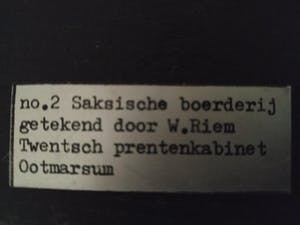 no.2 Saksische boerderij
getekend door W.Riem
Twentsch prentenkabinet
Ootmarsum